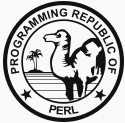 PROGRAMMING REPUBLIC OF
PERL